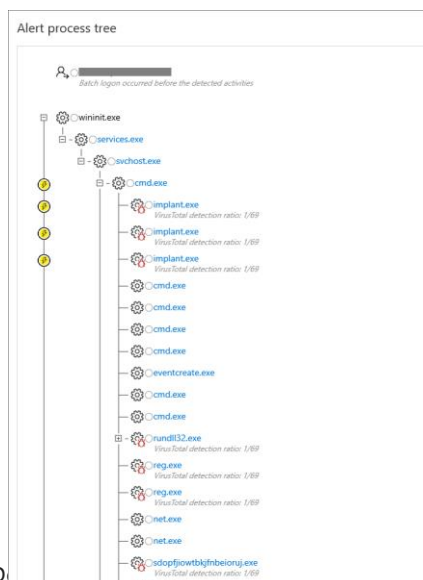 Alert process tree
Batch logon occurred before the detected activities
wininit.exe
services.exe
svchost.exe
cmd.exe
implant.exe
VirusTotal detection ratio: 1/69
implant.exe
VirusTotal detection ratio: 1/69
implant.exe
VirusTotal detection ratio: 1/69
cmd.exe
cmd.exe
cmd.exe
cmd.exe
eventcreate.exe
cmd.exe
cmd.exe
rundll32.exe
VirusTotal detection ratio: 1/69
reg.exe
VirusTotal detection ratio: 1/69
reg.exe
VirusTotal detection ratio: 1/69
net.exe
net.exe
sdopfjiowtbkjfnbeioruj.exe
VirusTotal detection ratio: 1/69